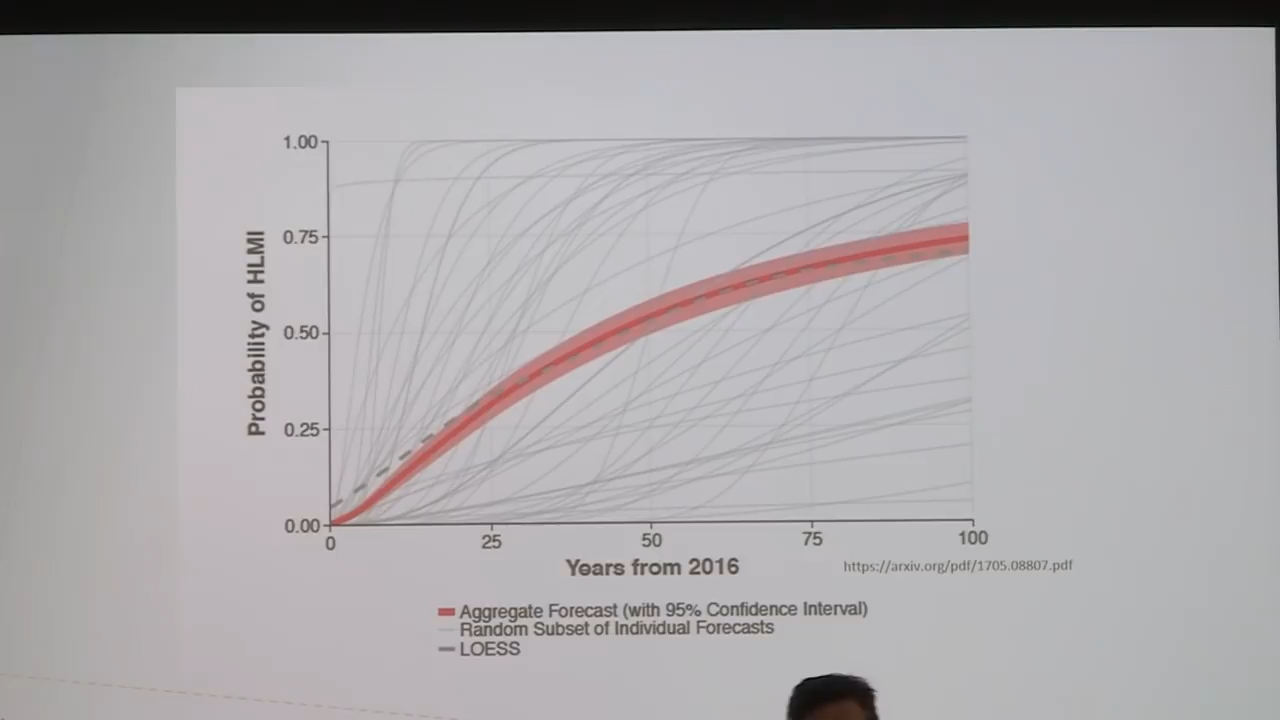 1.00
0.75
0.50
0.25
0.00
Probability of HLMI
0 25 50 75 100
Years from 2016
https://arxiv.org/pdf/1705.08807.pdf
Aggregate Forecast (with 95% Confidence Interval)
Random Subset of Individual Forecasts
LOESS